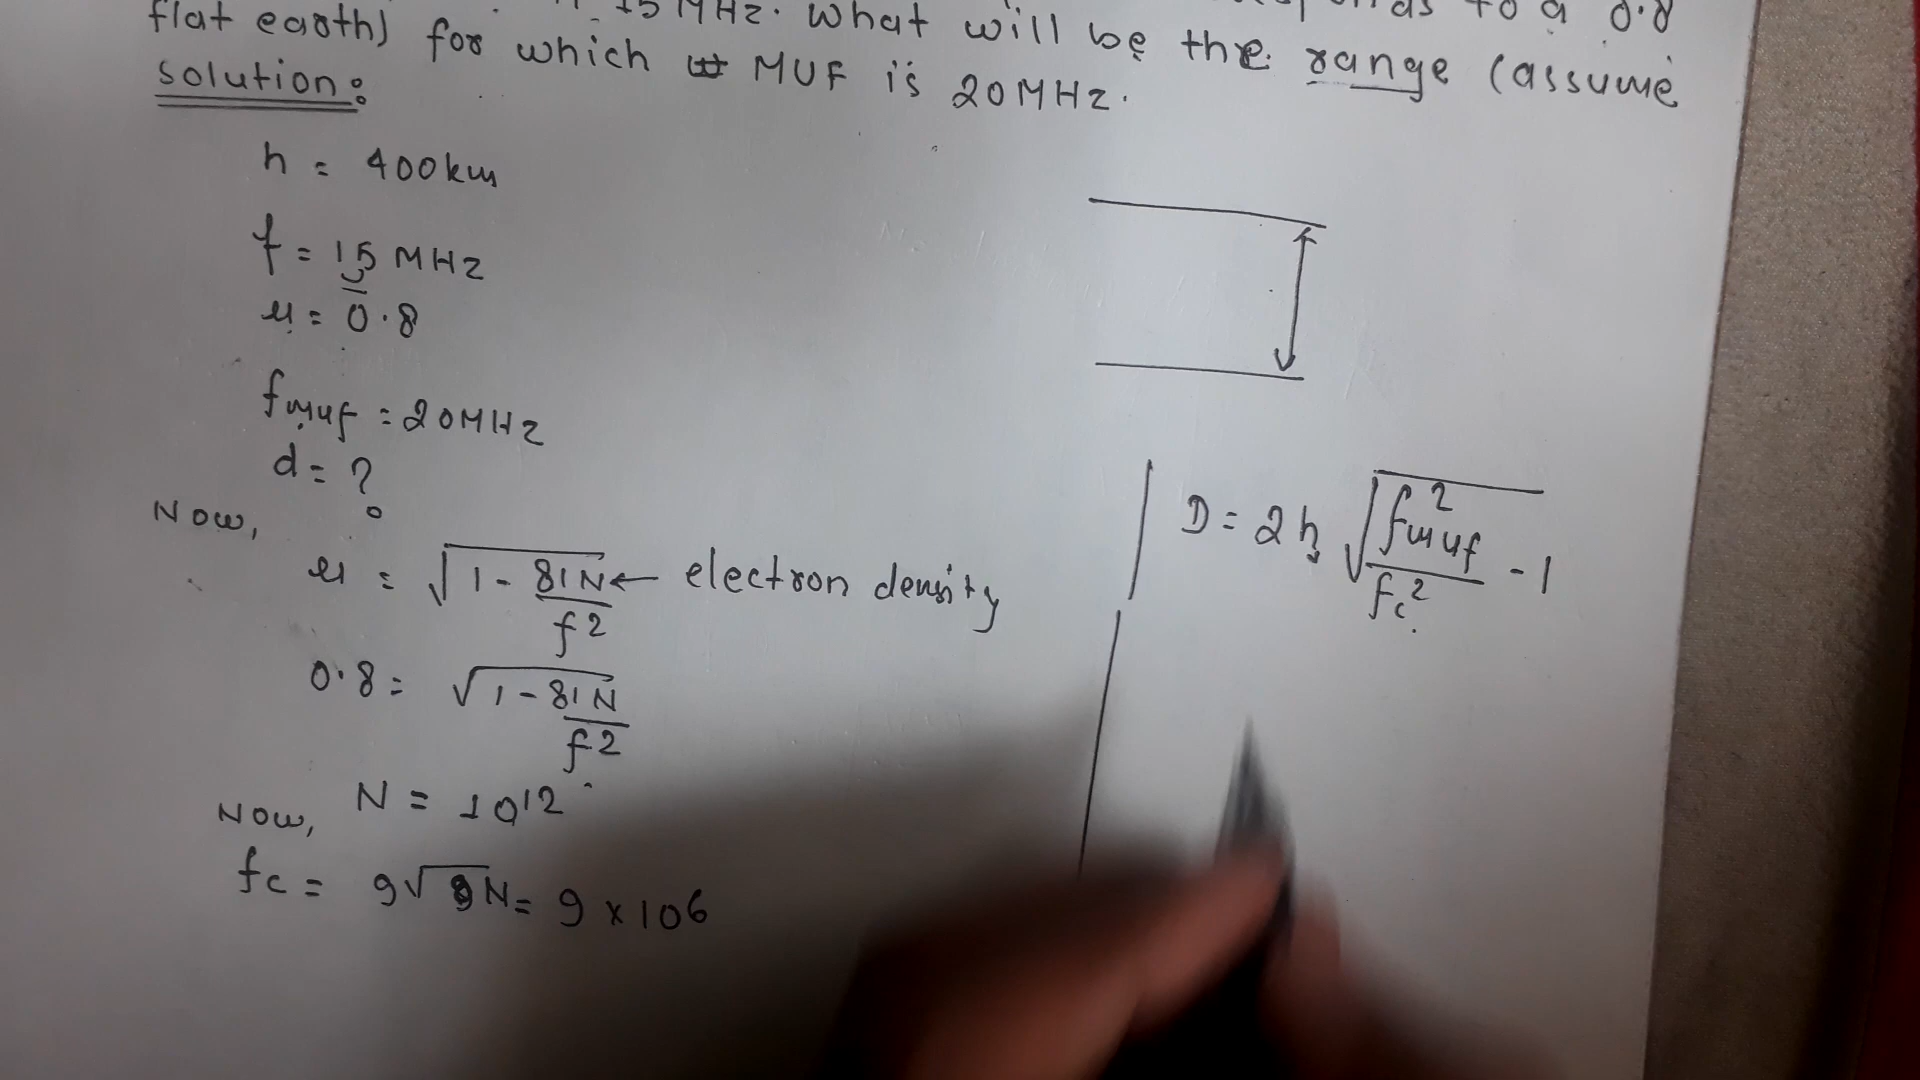 15 MHz. What will be the range (assume
flat earth) for which MUF is 20MHz.
solution:
h = 400km
f = 15 MHz
μ = 0.8
fmuf = 20MHz
d = ?
Now,
μ = √1 - 81N/f² ← electron density
0.8 = √1 - 81N/f²
N = 10¹²
Now,
fc = 9√N = 9 x 10⁶
D = 2h √fmuf²/fc² - 1